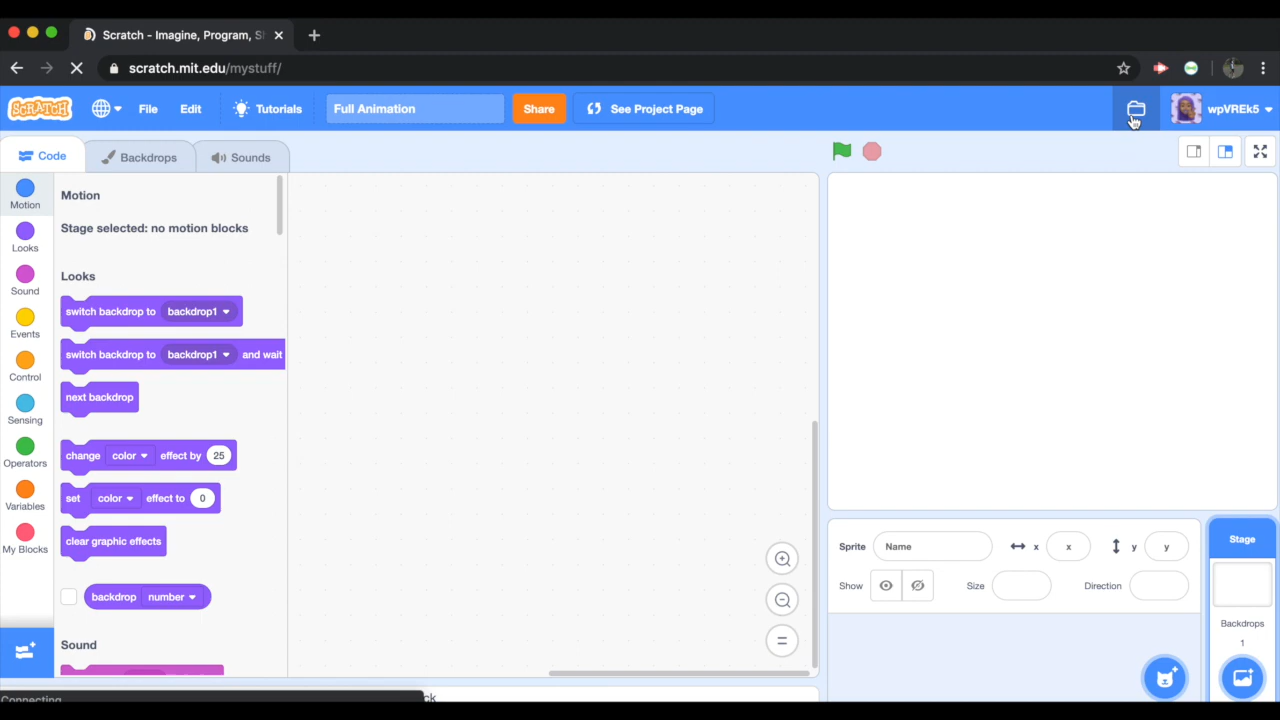 Scratch - Imagine, Program, S
scratch.mit.edu/mystuff/
SCRATCH File Edit Tutorials Full Animation Share See Project Page wpVREk5
Code Backdrops Sounds
Motion
Looks
Sound
Events
Control
Sensing
Operators
Variables
My Blocks
Motion
Stage selected: no motion blocks
Looks
switch backdrop to backdrop1
switch backdrop to backdrop1 and wait
next backdrop
change color effect by 25
set color effect to 0
clear graphic effects
backdrop number
Sound
Sprite Name x x y y
Show Size Direction
Stage
Backdrops
1
Connecting
ck